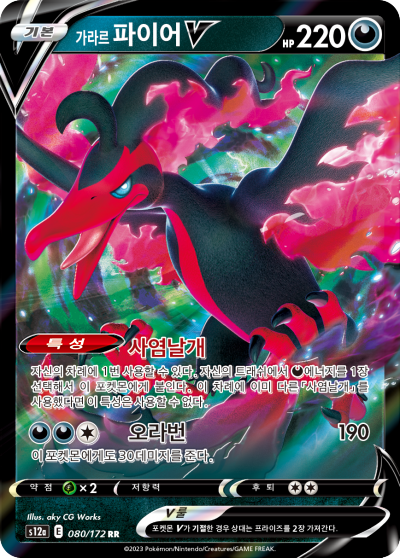 기본 가라르 파이어 V HP 220
특성 사염날개
자신의 차례에 1번 사용할 수 있다. 자신의 트래쉬에서 에너지를 1장
선택해서 이 포켓몬에게 붙인다. 이 차례에 이미 다른 「사염날개」를
사용했다면 이 특성은 사용할 수 없다.
오라번 190
이 포켓몬에게도 30데미지를 준다.
약점 ×2 저항력 후퇴
Illus. aky CG Works
V룰
s12a E 080/172 RR
포켓몬 V가 기절한 경우 상대는 프라이즈를 2장 가져간다.
©2023 Pokémon/Nintendo/Creatures/GAME FREAK.